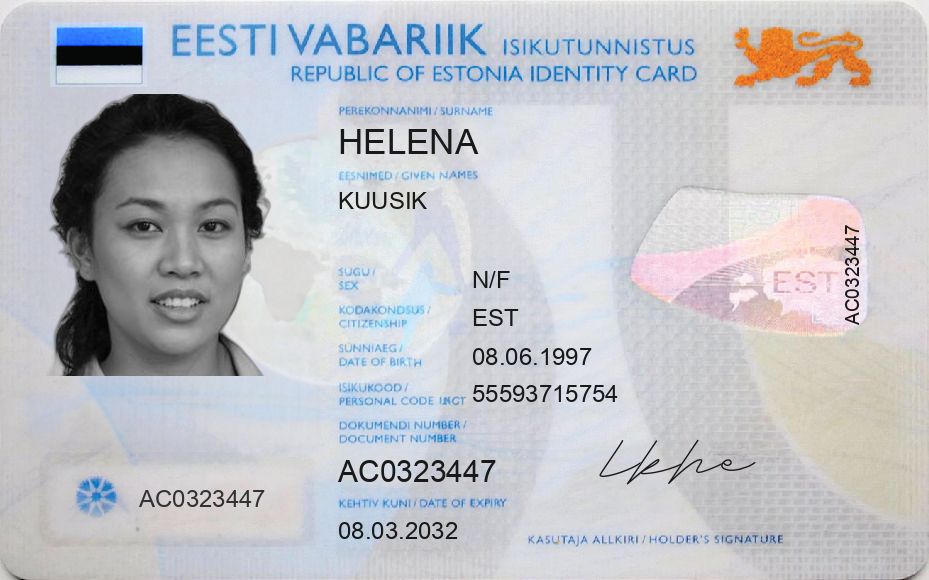 EESTI VABARIIK ISIKUTUNNISTUS
REPUBLIC OF ESTONIA IDENTITY CARD
PEREKONNANIMI / SURNAME
HELENA
EESNIMED / GIVEN NAMES
KUUSIK
SUGU /
SEX
N/F
KODAKONDSUS /
CITIZENSHIP
EST
SÜNNIAEG /
DATE OF BIRTH
08.06.1997
ISIKUKOOD /
PERSONAL CODE
55593715754
DOKUMENDI NUMBER /
DOCUMENT NUMBER
AC0323447
KEHTIV KUNI / DATE OF EXPIRY
08.03.2032
AC0323447
EST
AC0323447
KASUTAJA ALLKIRI / HOLDER'S SIGNATURE